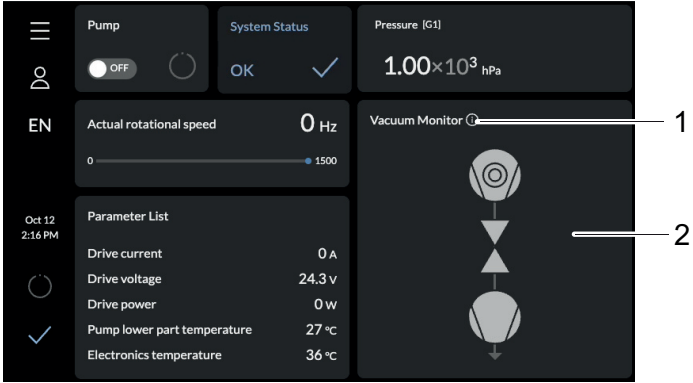 Pump
OFF
System Status
OK
Pressure [G1]
1.00×10³ hPa
EN
Actual rotational speed 0 Hz
0 1500
Vacuum Monitor
1
2
Oct 12
2:16 PM
Parameter List
Drive current 0 A
Drive voltage 24.3 V
Drive power 0 W
Pump lower part temperature 27 °C
Electronics temperature 36 °C